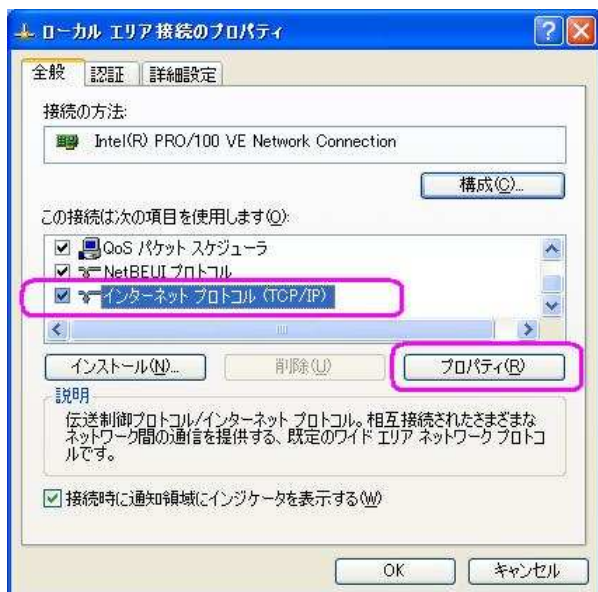 ローカル エリア接続のプロパティ
全般 認証 詳細設定
接続の方法:
Intel(R) PRO/100 VE Network Connection
構成(C)...
この接続は次の項目を使用します(O):
QoS パケット スケジューラ
NetBEUI プロトコル
インターネット プロトコル (TCP/IP)
インストール(N)... 削除(U) プロパティ(R)
説明
伝送制御プロトコル/インターネット プロトコル。相互接続されたさまざまな
ネットワーク間の通信を提供する、既定のワイド エリア ネットワーク プロトコ
ルです。
接続時に通知領域にインジケータを表示する(W)
OK キャンセル